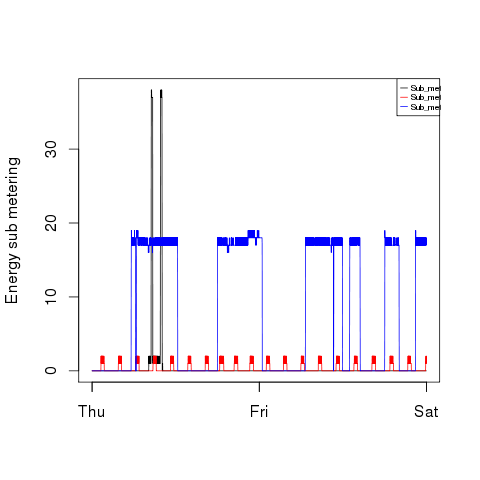 Sub_met
Sub_met
Sub_met
Energy sub metering
30
20
10
0
Thu Fri Sat